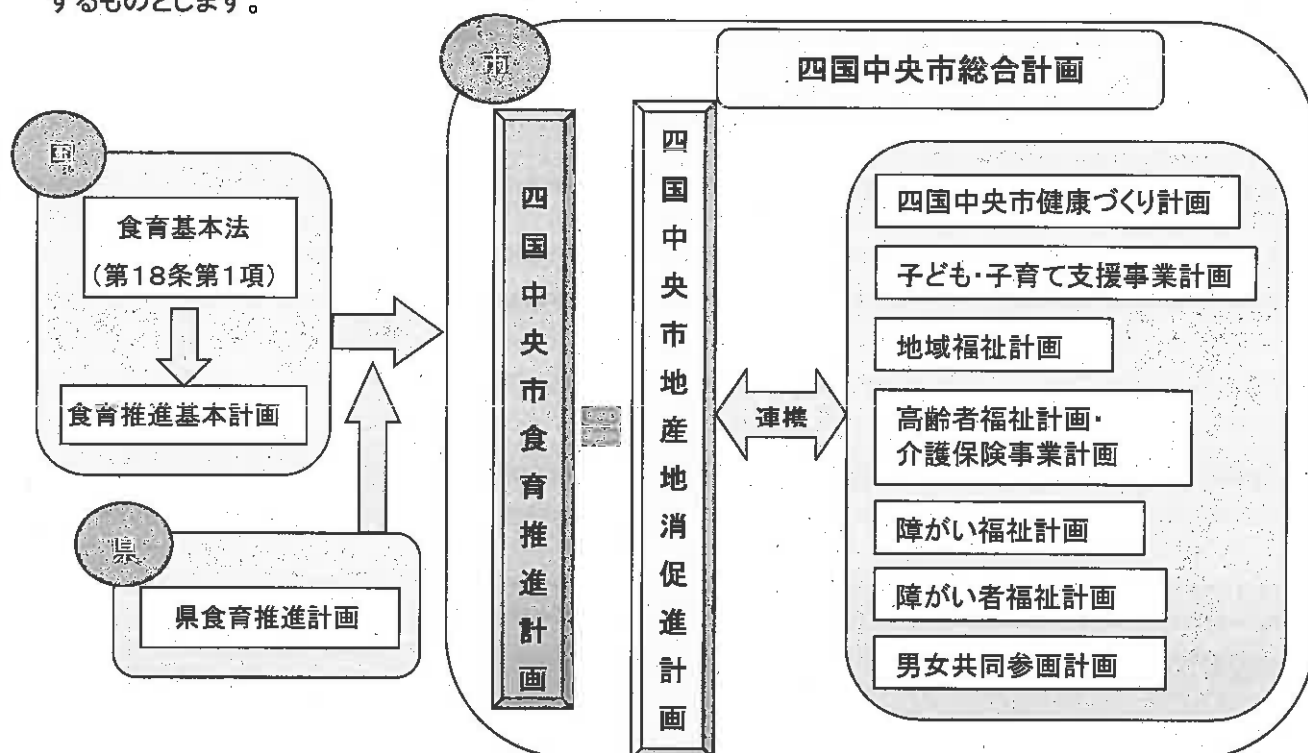 するものとします。
市
四国中央市総合計画
国
食育基本法
(第18条第1項)
食育推進基本計画
県
県食育推進計画
四国中央市食育推進計画
四国中央市地産地消促進計画
連携
四国中央市健康づくり計画
子ども・子育て支援事業計画
地域福祉計画
高齢者福祉計画・
介護保険事業計画
障がい福祉計画
障がい者福祉計画
男女共同参画計画